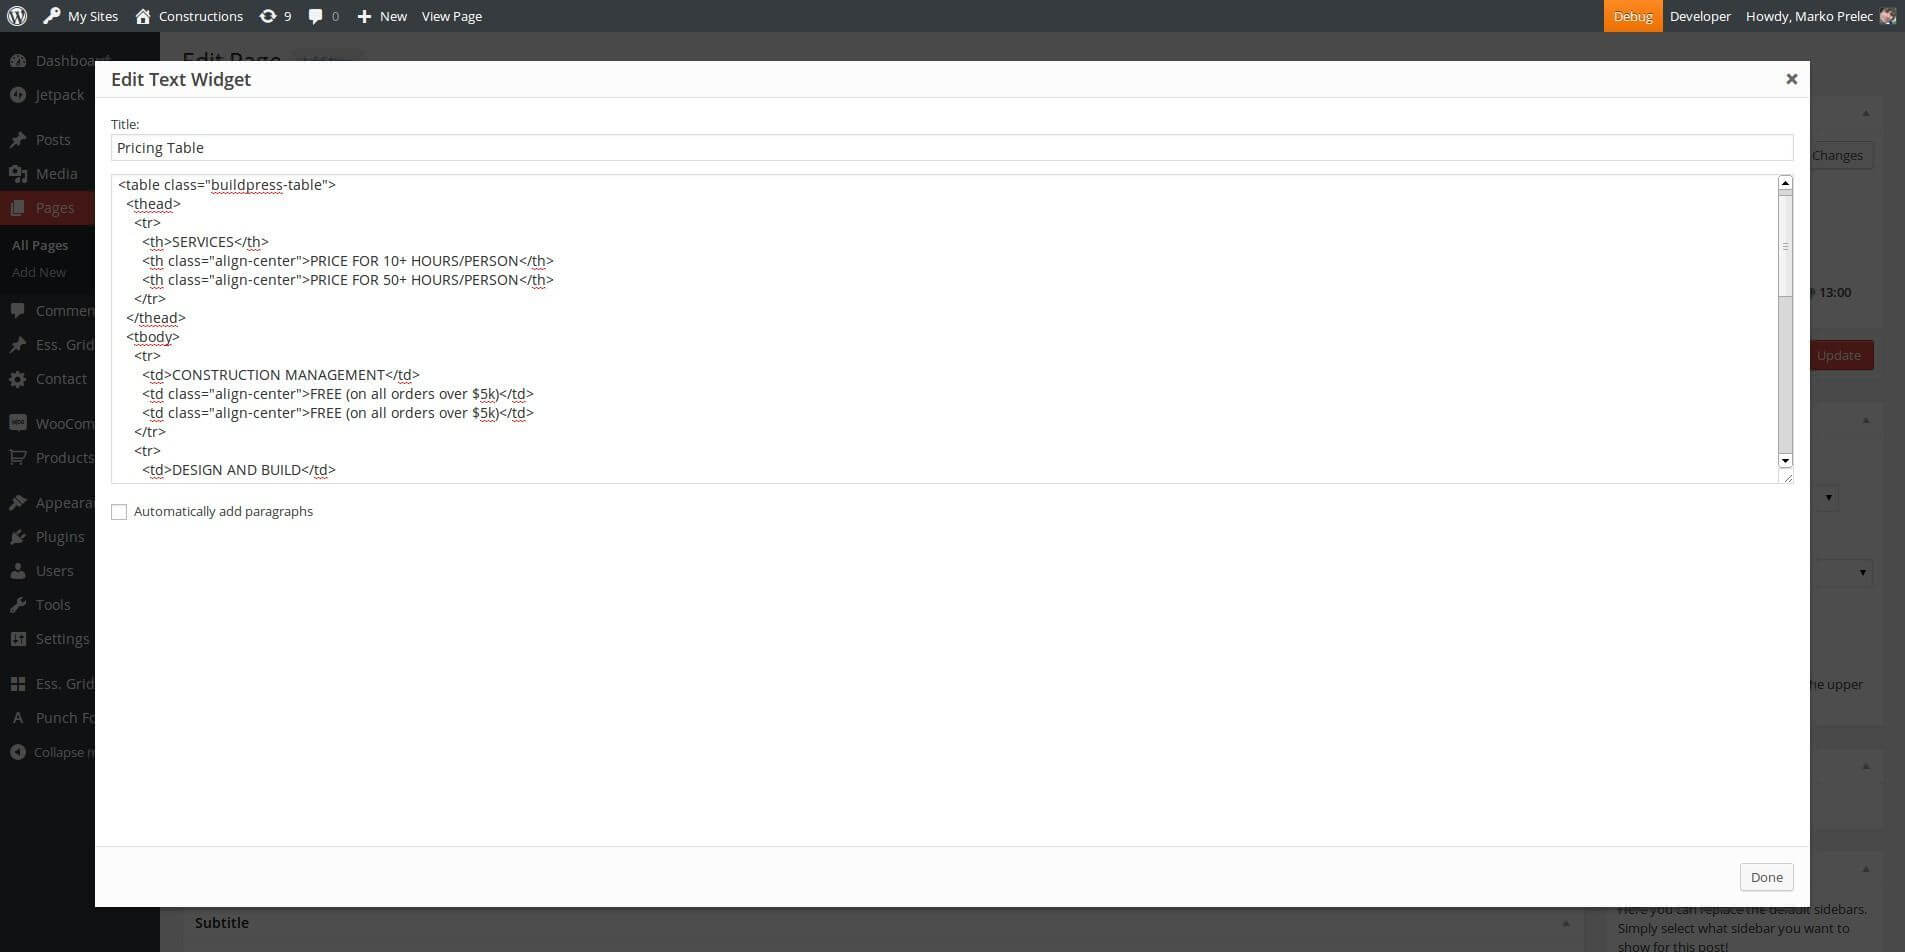 My Sites Constructions 9 0 New View Page Debug Developer Howdy, Marko Prelec
Edit Page
Edit Text Widget
Title:
Pricing Table
<table class="buildpress-table">
<thead>
<tr>
<th>SERVICES</th>
<th class="align-center">PRICE FOR 10+ HOURS/PERSON</th>
<th class="align-center">PRICE FOR 50+ HOURS/PERSON</th>
</tr>
</thead>
<tbody>
<tr>
<td>CONSTRUCTION MANAGEMENT</td>
<td class="align-center">FREE (on all orders over $5k)</td>
<td class="align-center">FREE (on all orders over $5k)</td>
</tr>
<tr>
<td>DESIGN AND BUILD</td>
Automatically add paragraphs
Done
Dashboa
Jetpack
Posts
Media
Pages
All Pages
Add New
Commen
Ess. Grid
Contact
WooCom
Products
Appeara
Plugins
Users
Tools
Settings
Ess. Grid
Punch Fo
Collapse m
Changes
13:00
Update
he upper
Subtitle
Here you can replace the default sidebars.
Simply select what sidebar you want to
show for this post!